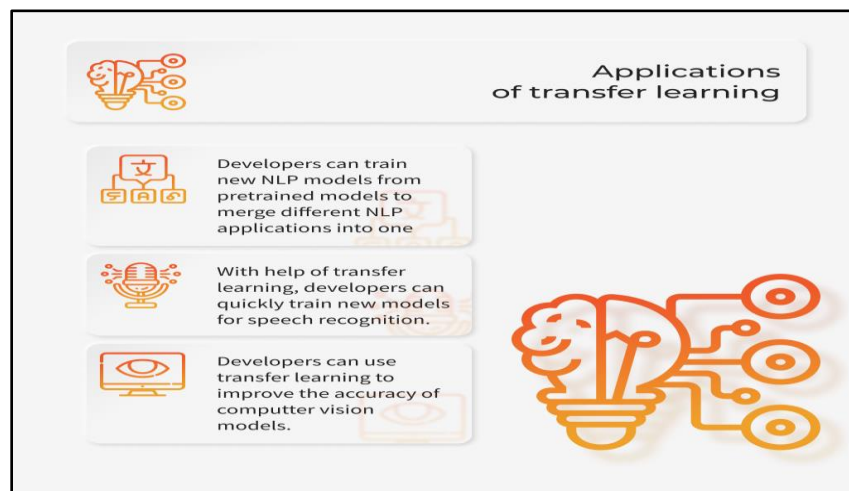 Applications
of transfer learning
文
A
Developers can train
new NLP models from
pretrained models to
merge different NLP
applications into one
With help of transfer
learning, developers can
quickly train new models
for speech recognition.
Developers can use
transfer learning to
improve the accuracy of
computter vision
models.